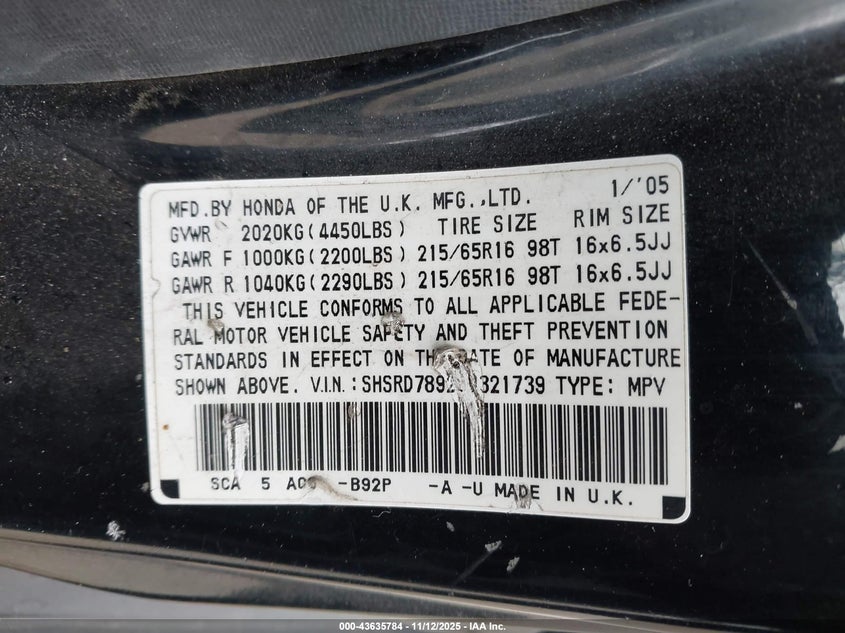 MFD.BY HONDA OF THE U.K. MFG.,LTD. 1/'05
GVWR 2020KG(4450LBS) TIRE SIZE RIM SIZE
GAWR F 1000KG(2200LBS) 215/65R16 98T 16x6.5JJ
GAWR R 1040KG(2290LBS) 215/65R16 98T 16x6.5JJ
THIS VEHICLE CONFORMS TO ALL APPLICABLE FEDE-
RAL MOTOR VEHICLE SAFETY AND THEFT PREVENTION
STANDARDS IN EFFECT ON THE DATE OF MANUFACTURE
SHOWN ABOVE. V.I.N.: TYPE: MPV
SCA 5 -B92P -A -U MADE IN U.K.
000-43635784 - 11/12/2025 - IAA Inc.